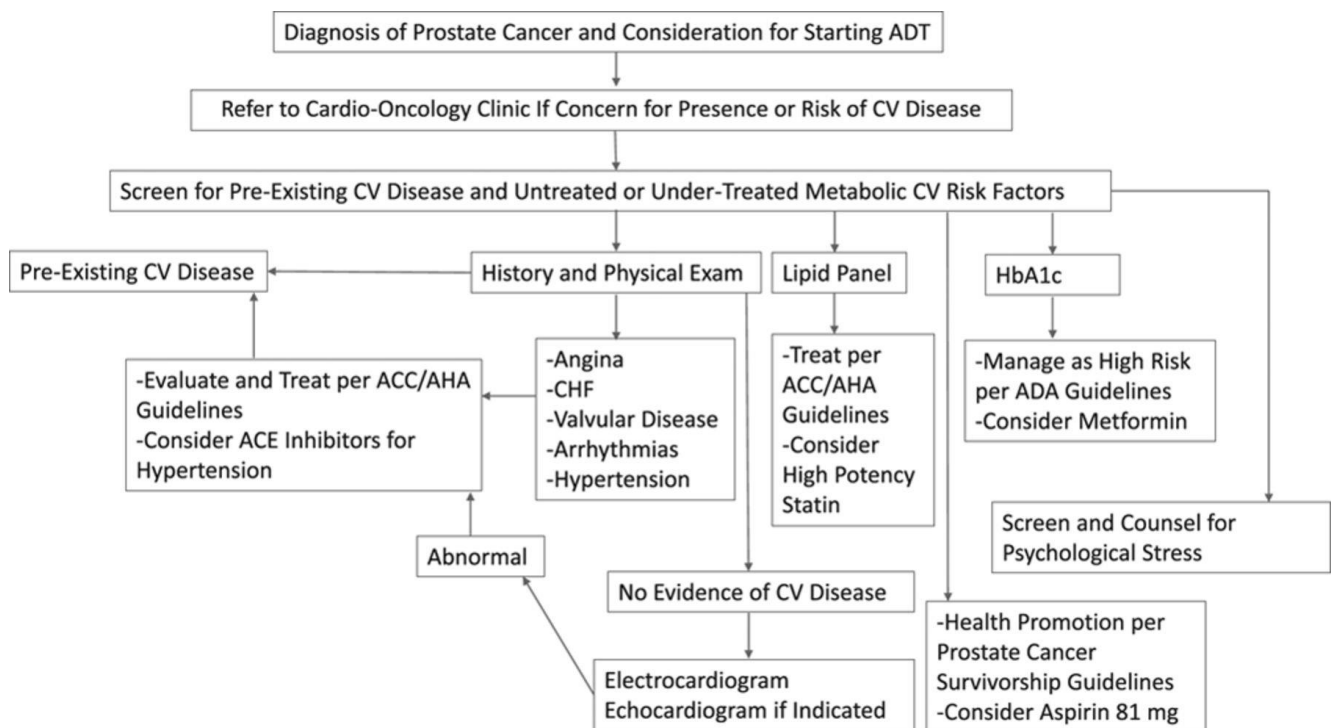 Diagnosis of Prostate Cancer and Consideration for Starting ADT
Refer to Cardio-Oncology Clinic If Concern for Presence or Risk of CV Disease
Screen for Pre-Existing CV Disease and Untreated or Under-Treated Metabolic CV Risk Factors
Pre-Existing CV Disease
History and Physical Exam
Lipid Panel
HbA1c
-Evaluate and Treat per ACC/AHA
Guidelines
-Consider ACE Inhibitors for
Hypertension
-Angina
-CHF
-Valvular Disease
-Arrhythmias
-Hypertension
-Treat per
ACC/AHA
Guidelines
-Consider
High Potency
Statin
-Manage as High Risk
per ADA Guidelines
-Consider Metformin
Screen and Counsel for
Psychological Stress
Abnormal
No Evidence of CV Disease
Electrocardiogram
Echocardiogram if Indicated
-Health Promotion per
Prostate Cancer
Survivorship Guidelines
-Consider Aspirin 81 mg